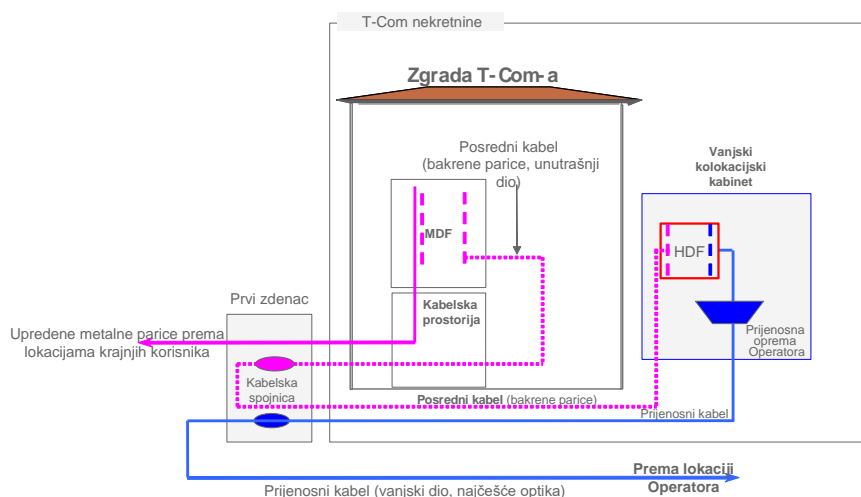 T-Com nekretnine
Zgrada T-Com-a
Posredni kabel
(bakrene parice, unutrašnji
dio)
Vanjski
kolokacijski
kabinet
MDF
HDF
Prvi zdenac
Kabelska
prostorija
Upredene metalne parice prema
lokacijama krajnjih korisnika
Prijenosna
oprema
Operatora
Kabelska
spojnica
Posredni kabel (bakrene parice)
Prijenosni kabel
Prema lokaciji
Operatora
Prijenosni kabel (vanjski dio, najčešće optika)